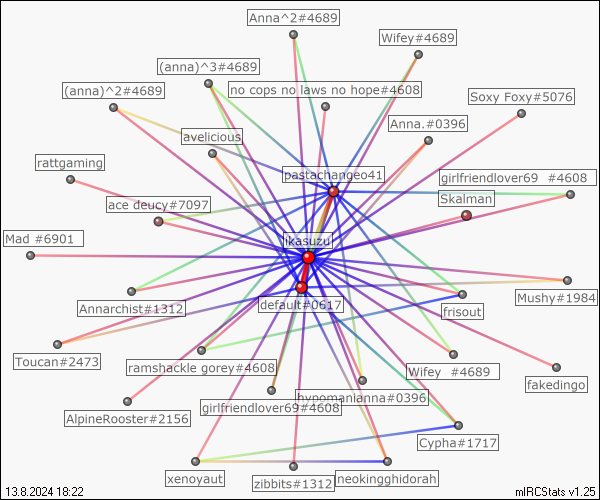 Anna^2#4689
Wifey#4689
(anna)^3#4689
(anna)^2#4689
no cops no laws no hope#4608
Soxy Foxy#5076
Anna.#0396
avelicious
rattgaming
pastachangeo41
girlfriendlover69 #4608
Skalman
ace deucy#7097
Mad #6901
ikasuzu
Mushy#1984
Annarchist#1312
default#0617
frisout
Toucan#2473
ramshackle gorey#4608
Wifey #4689
fakedingo
hypomanianna#0396
girlfriendlover69#4608
AlpineRooster#2156
Cypha#1717
xenoyaut
zibbits#1312
neokingghidorah
13.8.2024 18:22
mIRCStats v1.25